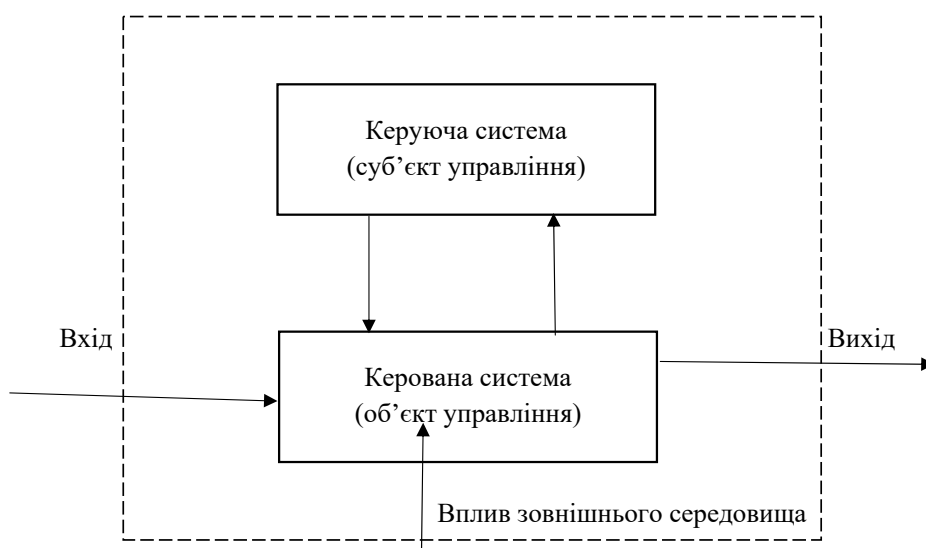 Керуюча система
(суб’єкт управління)
Вхід
Вихід
Керована система
(об’єкт управління)
Вплив зовнішнього середовища